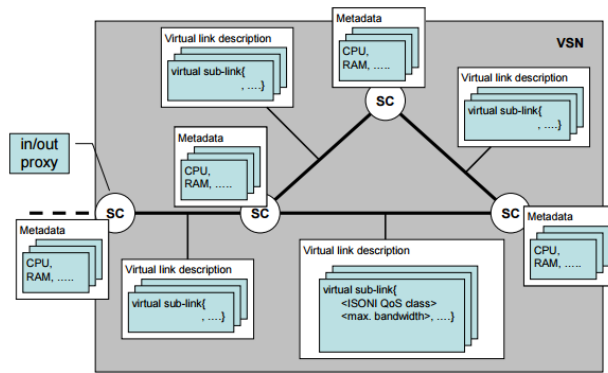 Metadata
CPU,
RAM, .....
VSN
Virtual link description
virtual sub-link{
, ....}
Virtual link description
virtual sub-link{
, ....}
SC
in/out
proxy
Metadata
CPU,
RAM, .....
SC
SC
SC
Metadata
CPU,
RAM, .....
Virtual link description
virtual sub-link{
, ....}
Virtual link description
virtual sub-link{
<ISONI QoS class>
<max. bandwidth>, ....}
Metadata
CPU,
RAM, .....